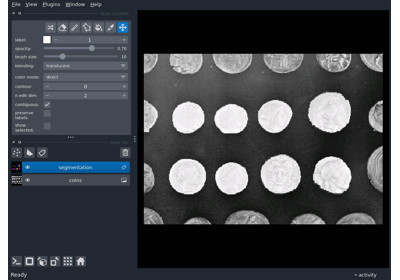 File View Plugins Window Help
label: 1
opacity: 0.70
brush size: 10
blending: translucent
color mode: direct
contour: 0
n edit dim: 2
contiguous:
preserve labels:
show selected:
segmentation
coins
Ready
activity